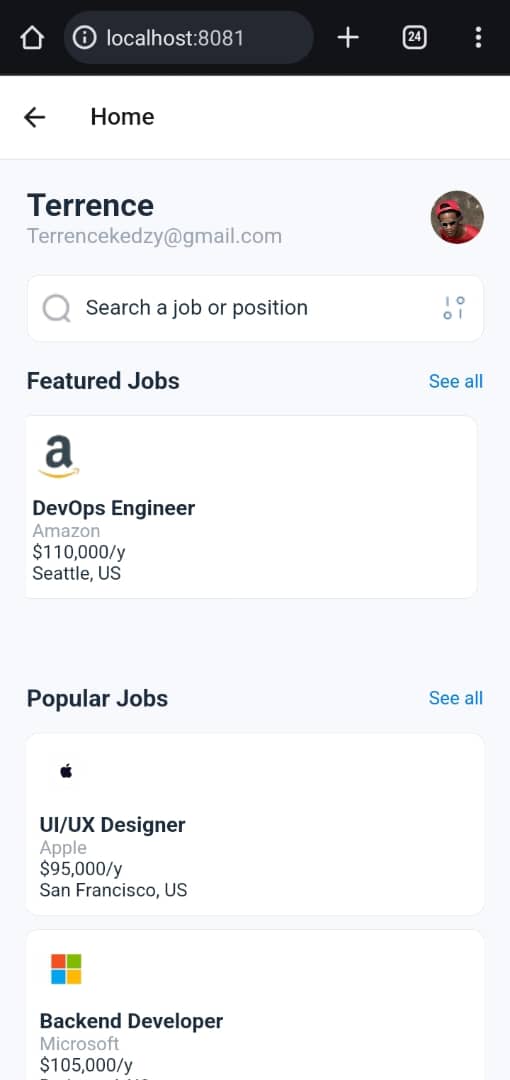 localhost:8081
24
Home
Terrence
Terrencekedzy@gmail.com
Search a job or position
Featured Jobs
See all
a
DevOps Engineer
Amazon
$110,000/y
Seattle, US
Popular Jobs
See all
UI/UX Designer
Apple
$95,000/y
San Francisco, US
Backend Developer
Microsoft
$105,000/y